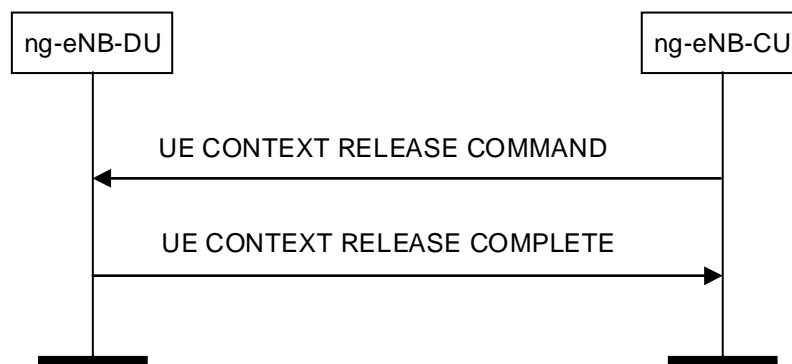 ng-eNB-DU
ng-eNB-CU
UE CONTEXT RELEASE COMMAND
UE CONTEXT RELEASE COMPLETE